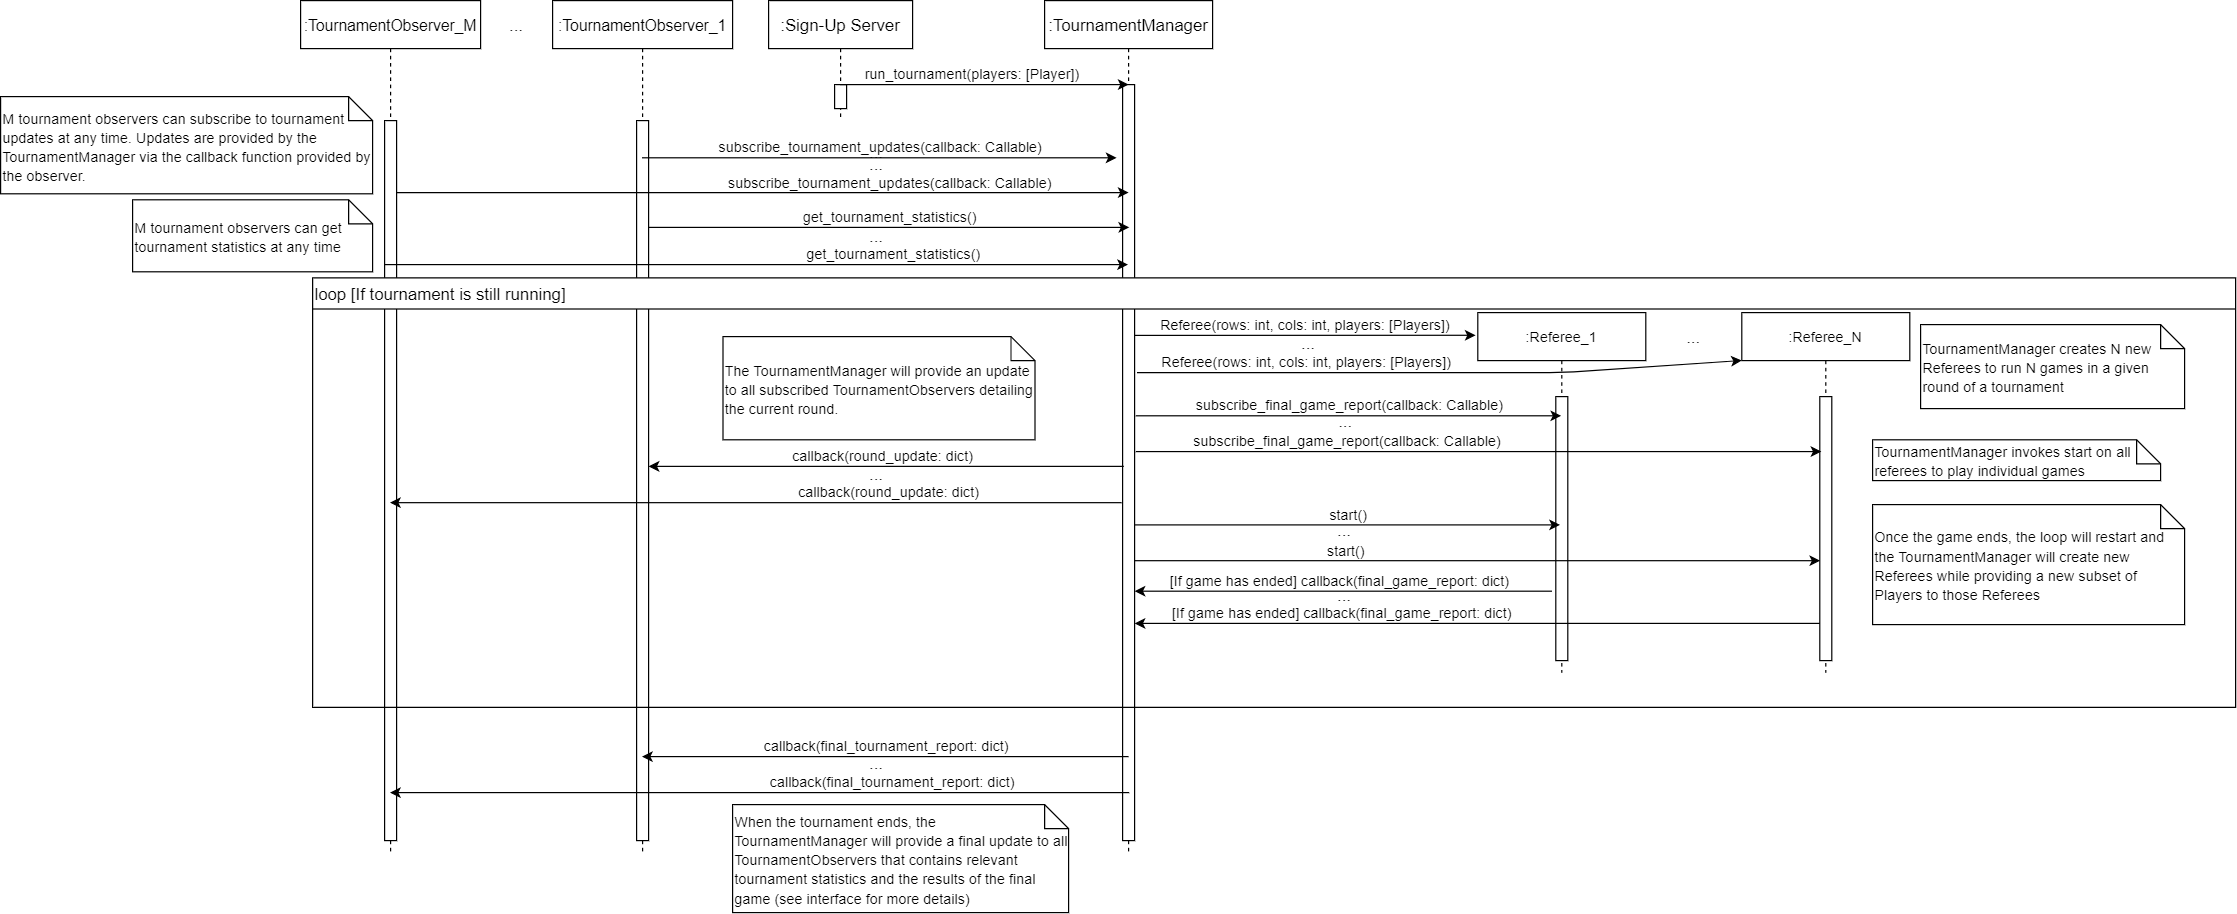 :TournamentObserver_M
...
:TournamentObserver_1
:Sign-Up Server
:TournamentManager
run_tournament(players: [Player])
M tournament observers can subscribe to tournament
updates at any time. Updates are provided by the
TournamentManager via the callback function provided by
the observer.
subscribe_tournament_updates(callback: Callable)
...
subscribe_tournament_updates(callback: Callable)
M tournament observers can get
tournament statistics at any time
get_tournament_statistics()
...
get_tournament_statistics()
loop [If tournament is still running]
Referee(rows: int, cols: int, players: [Players])
...
Referee(rows: int, cols: int, players: [Players])
:Referee_1
...
:Referee_N
TournamentManager creates N new
Referees to run N games in a given
round of a tournament
The TournamentManager will provide an update
to all subscribed TournamentObservers detailing
the current round.
subscribe_final_game_report(callback: Callable)
...
subscribe_final_game_report(callback: Callable)
TournamentManager invokes start on all
referees to play individual games
callback(round_update: dict)
...
callback(round_update: dict)
start()
...
start()
Once the game ends, the loop will restart and
the TournamentManager will create new
Referees while providing a new subset of
Players to those Referees
[If game has ended] callback(final_game_report: dict)
...
[If game has ended] callback(final_game_report: dict)
callback(final_tournament_report: dict)
...
callback(final_tournament_report: dict)
When the tournament ends, the
TournamentManager will provide a final update to all
TournamentObservers that contains relevant
tournament statistics and the results of the final
game (see interface for more details)